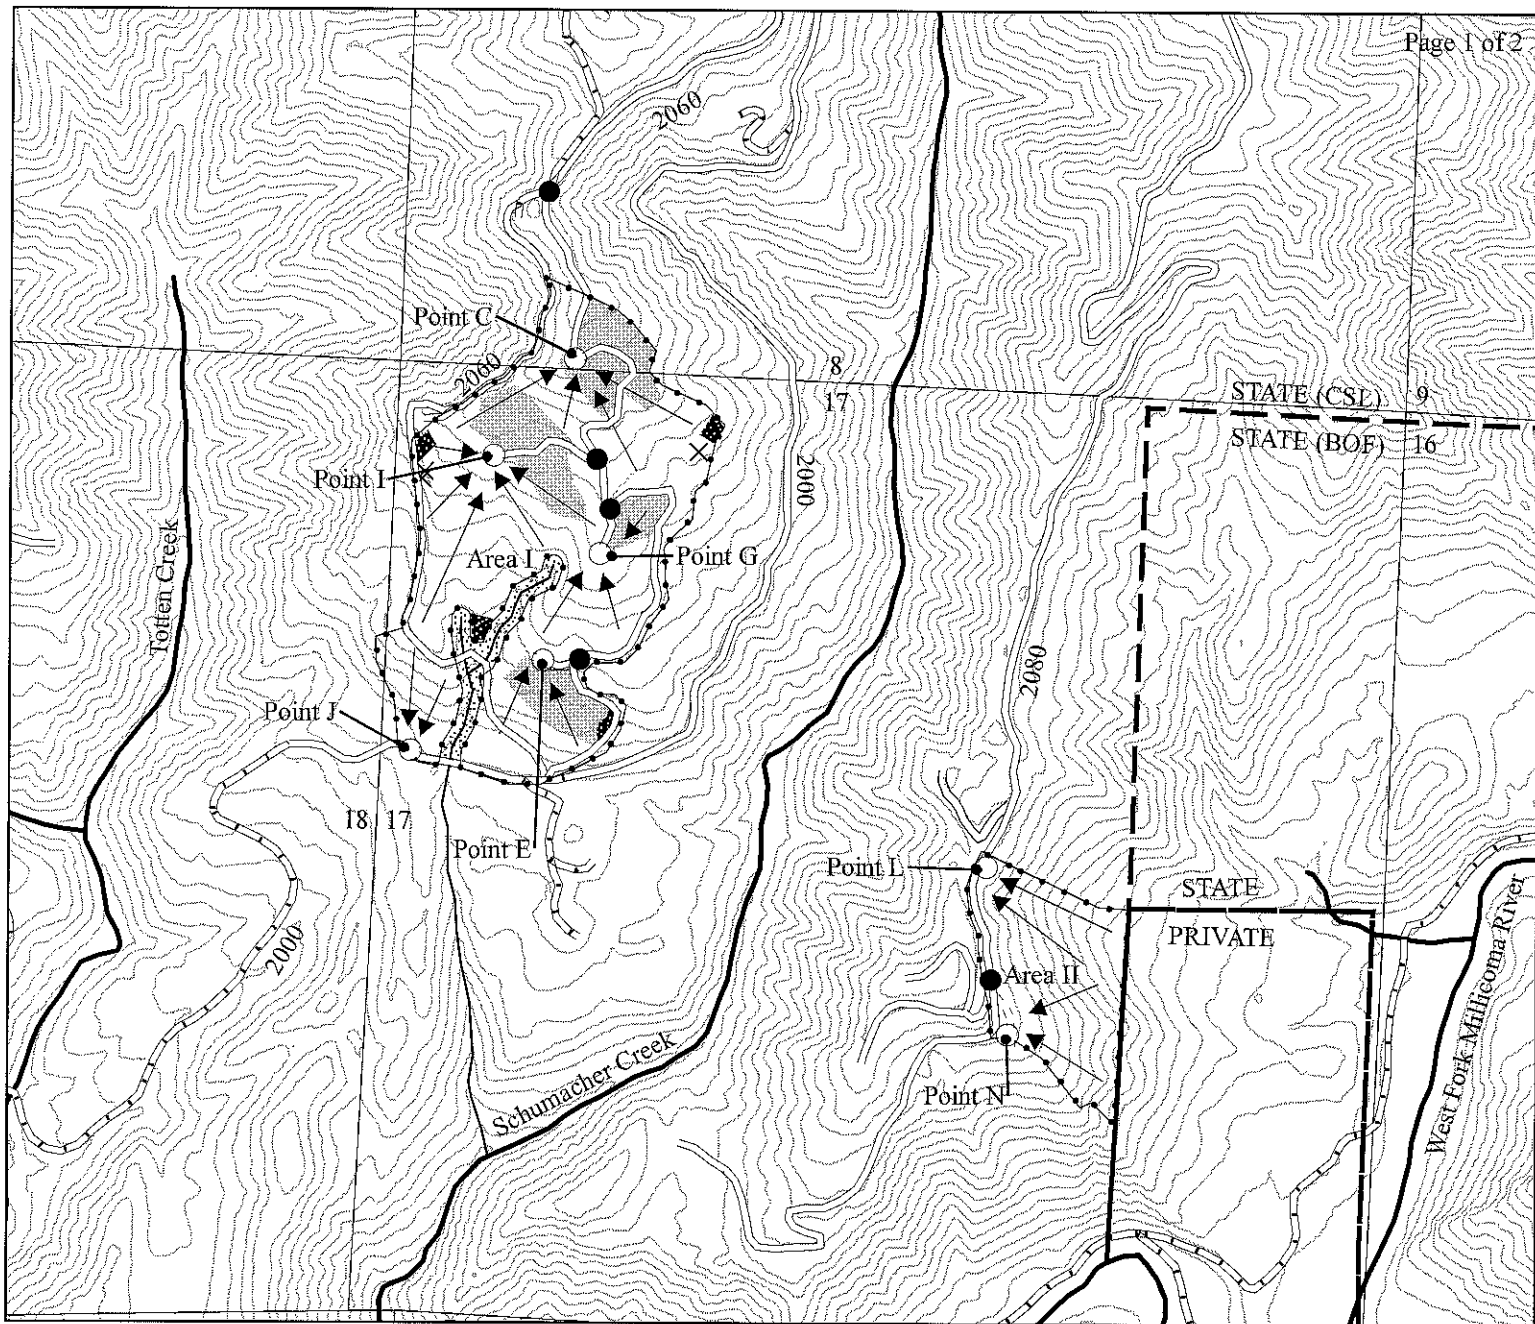 Page 1 of 2
2060
Point C
2060
8
17
STATE (CSL)
9
STATE (BOF)
16
Point I
2000
Totten Creek
Area I
Point G
2080
Point J
18
17
Point E
Point L
STATE
PRIVATE
2000
Area II
West Fork Millicoma River
Schumacher Creek
Point N